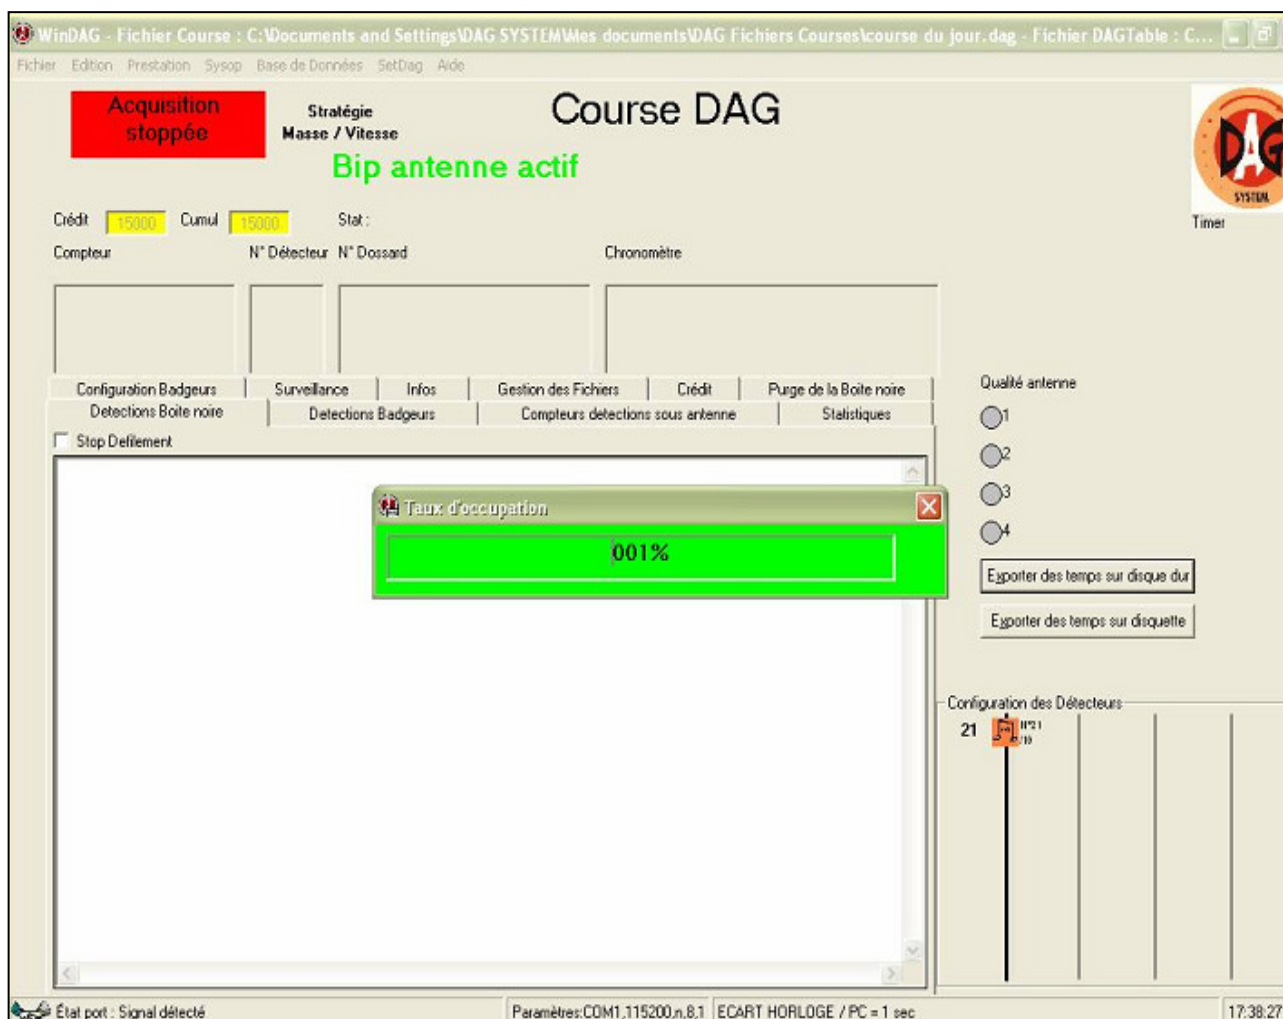 WinDAG - Fichier Course : C:\Documents and Settings\DAG SYSTEM\Mes documents\DAG Fichiers Courses\course du jour.dag - Fichier DAGTable : C...
Fichier Edition Prestation Sysop Base de Données SetDag Aide
Acquisition
stoppée
Stratégie
Masse / Vitesse
Course DAG
Bip antenne actif
DAG
SYSTEM
Crédit 15000 Cumul 15000 Stat :
Timer
Compteur N° Détecteur N° Dossard Chronomètre
Configuration Badgeurs Surveillance Infos Gestion des Fichiers Crédit Purge de la Boite noire
Detections Boite noire Detections Badgeurs Compteurs detections sous antenne Statistiques
Stop Defilement
Qualité antenne
1
2
3
4
Taux d'occupation
001%
Exporter des temps sur disque dur
Exporter des temps sur disquette
Configuration des Détecteurs
21 N°21
/10
État port : Signal détecté Paramètres:COM1,115200,n,8,1 ECART HORLOGE / PC = 1 sec 17:38:27